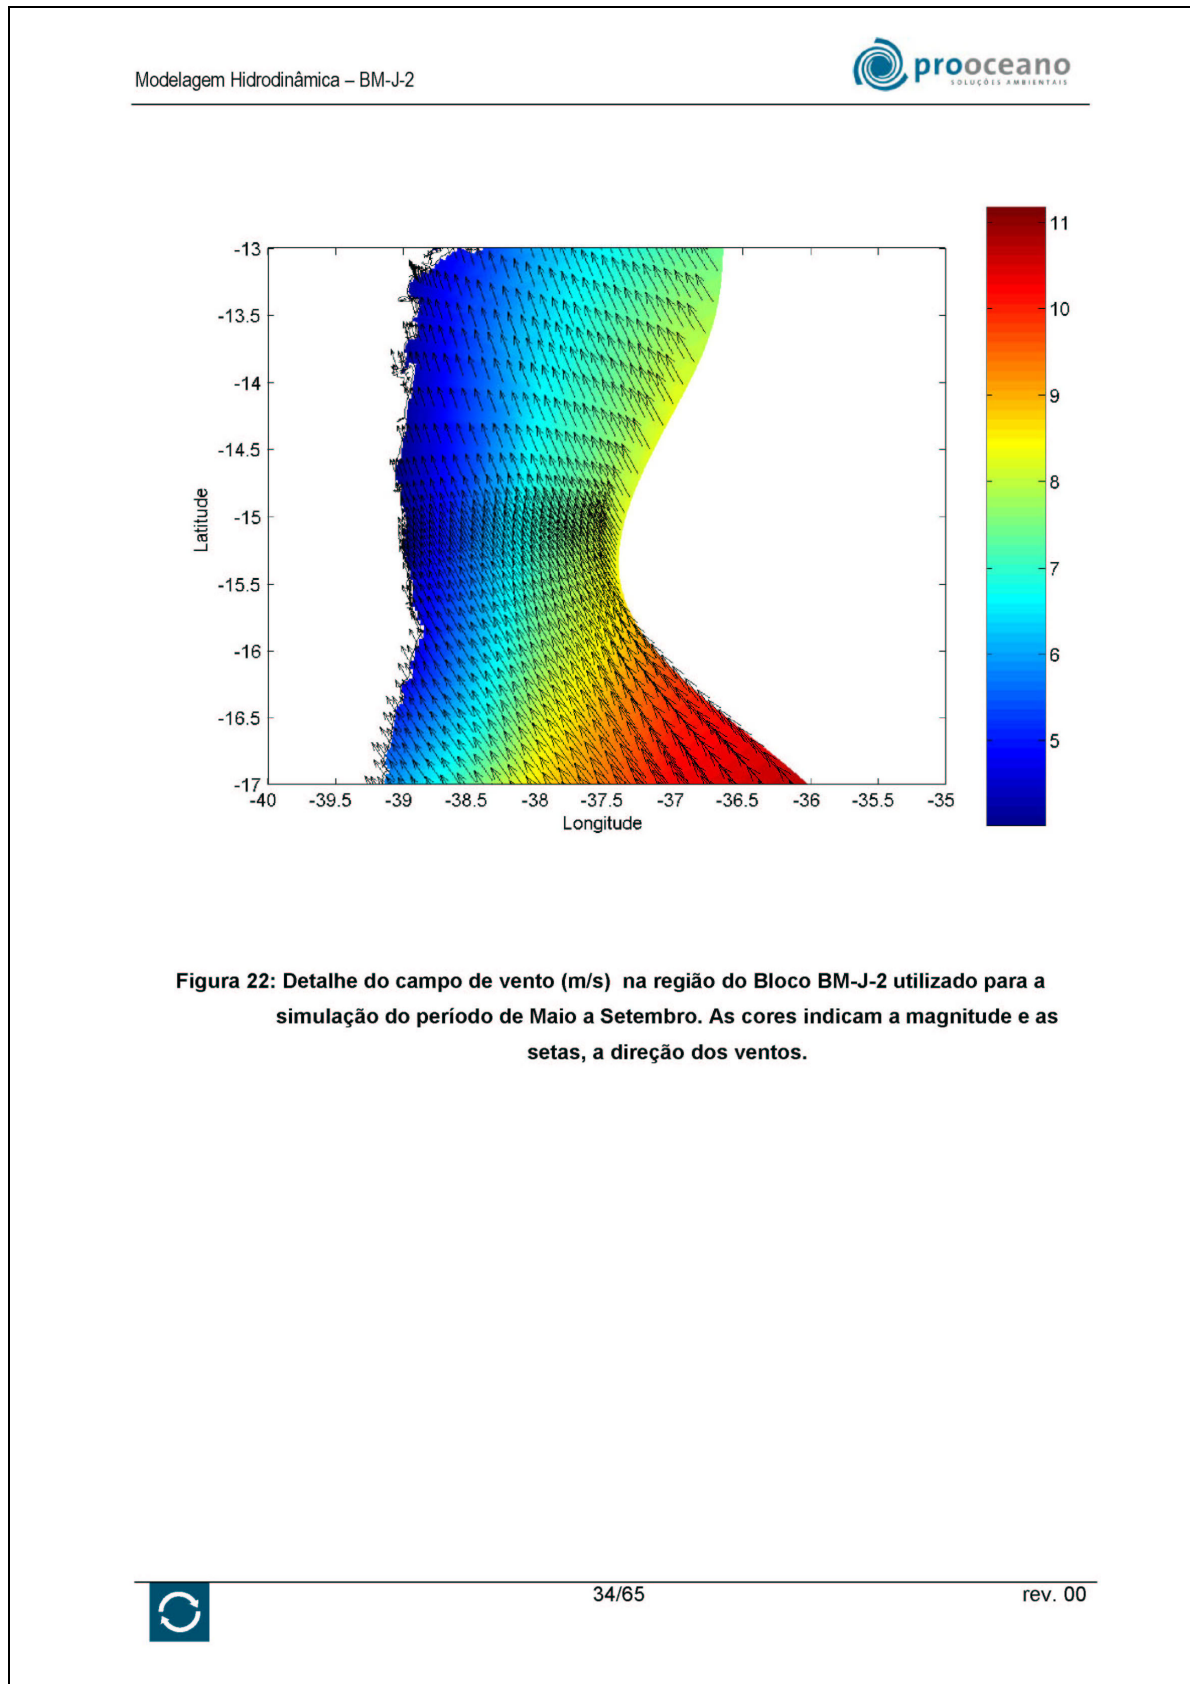 Modelagem Hidrodinâmica – BM-J-2
prooceano
SOLUÇÕES AMBIENTAIS
-13
-13.5
-14
-14.5
-15
-15.5
-16
-16.5
-17
Latitude
-40 -39.5 -39 -38.5 -38 -37.5 -37 -36.5 -36 -35.5 -35
Longitude
11
10
9
8
7
6
5
Figura 22: Detalhe do campo de vento (m/s) na região do Bloco BM-J-2 utilizado para a
simulação do período de Maio a Setembro. As cores indicam a magnitude e as
setas, a direção dos ventos.
34/65
rev. 00